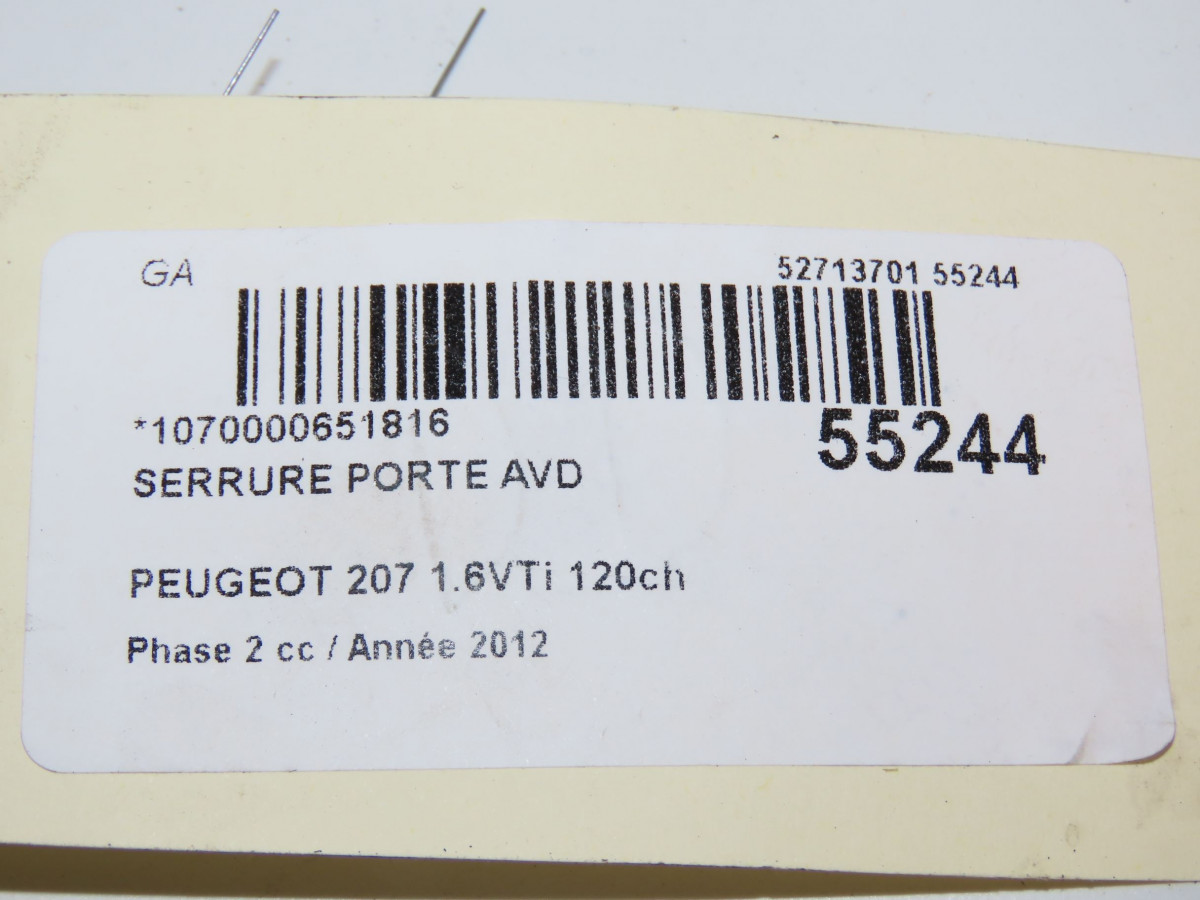 GA
52713701 55244
*1070000651816
55244
SERRURE PORTE AVD
PEUGEOT 207 1.6VTi 120ch
Phase 2 cc / Année 2012